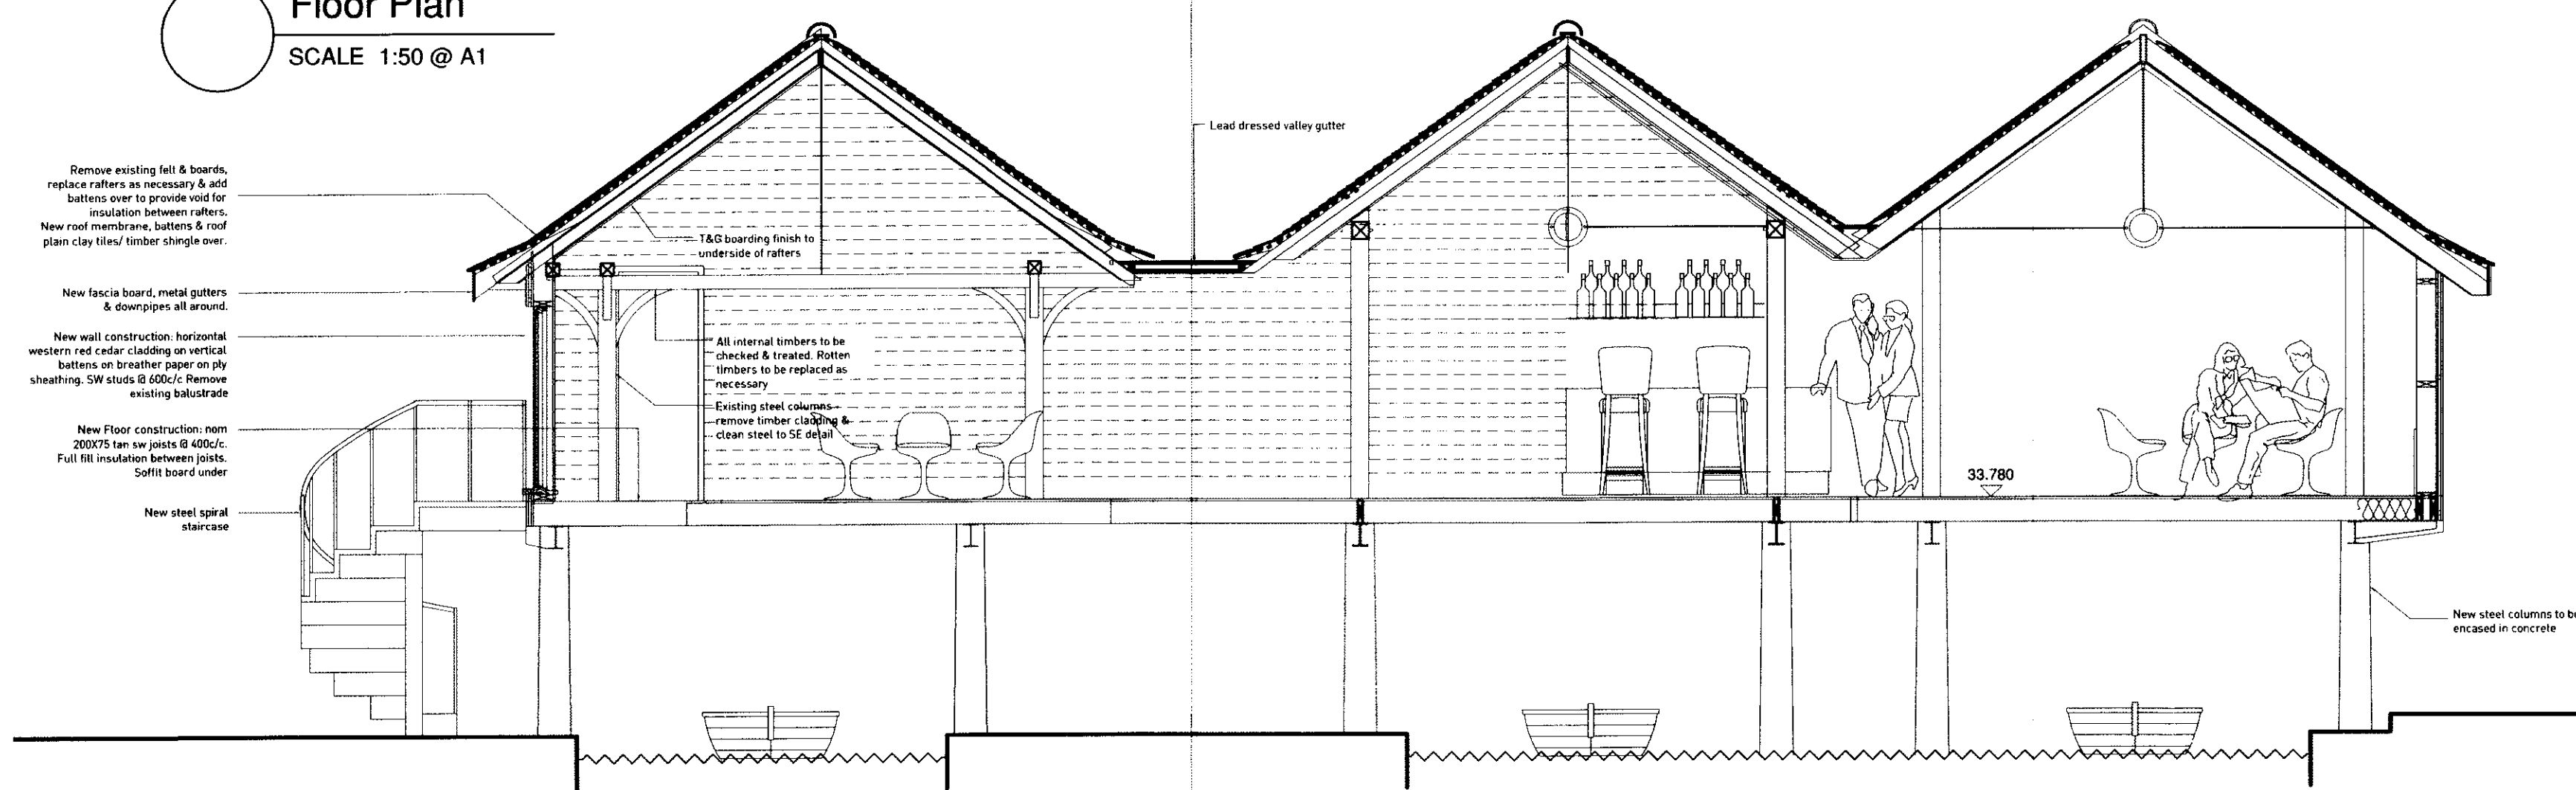 Floor Plan
SCALE 1:50 @ A1
Remove existing felt & boards,
replace rafters as necessary & add
battens over to provide void for
insulation between rafters.
New roof membrane, battens & roof
plain clay tiles/ timber shingle over.
New fascia board, metal gutters
& downpipes all around.
New wall construction: horizontal
western red cedar cladding on vertical
battens on breather paper on ply
sheathing. SW studs @ 600c/c Remove
existing balustrade
New Floor construction: nom
200X75 tan sw joists @ 400c/c.
Full fill insulation between joists.
Soffit board under
New steel spiral
staircase
T&G boarding finish to
underside of rafters
All internal timbers to be
checked & treated. Rotten
timbers to be replaced as
necessary
Existing steel columns
remove timber cladding &
clean steel to SE detail
Lead dressed valley gutter
33.780
New steel columns to be
encased in concrete